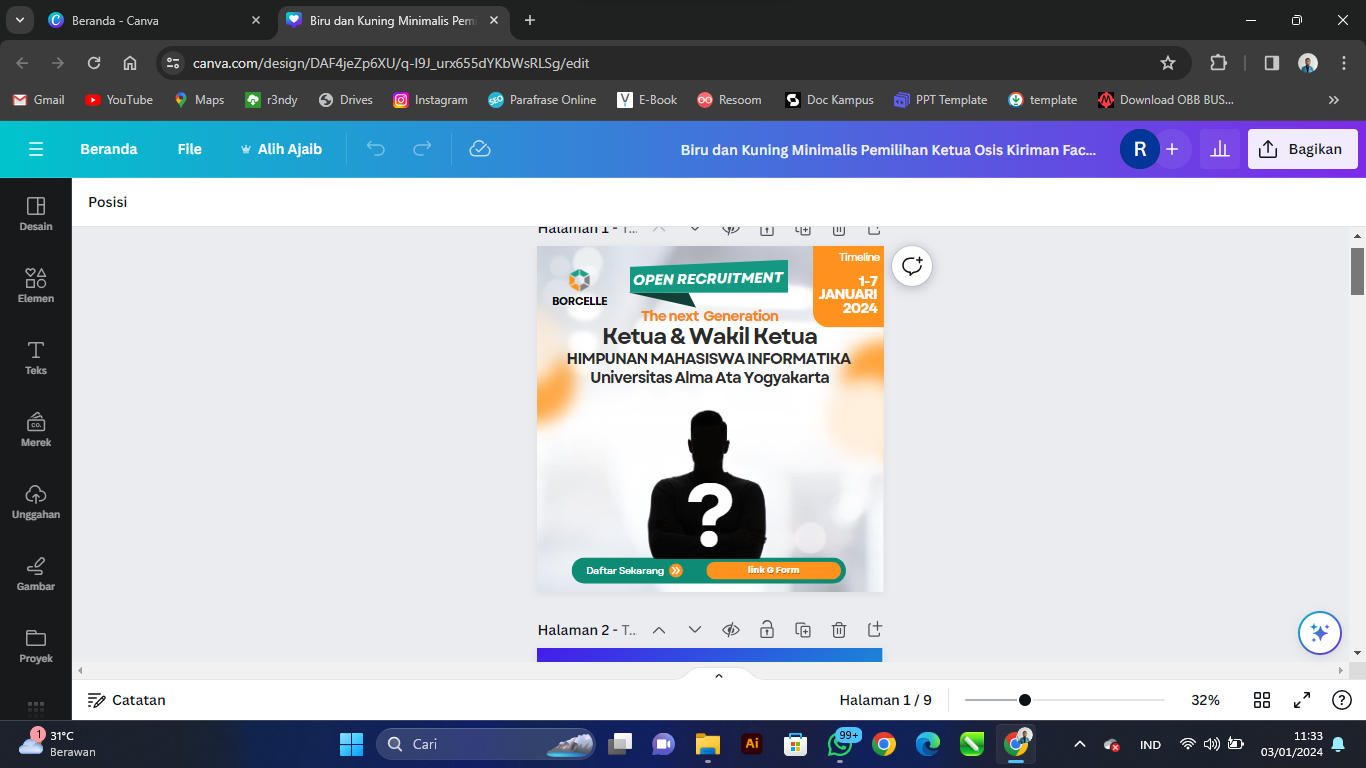 Beranda - Canva
Biru dan Kuning Minimalis Pemi
canva.com/design/DAF4jeZp6XU/q-I9J_urx655dYKbWsRLSg/edit
Gmail
YouTube
Maps
r3ndy
Drives
Instagram
Parafrase Online
E-Book
Resoom
Doc Kampus
PPT Template
template
Download OBB BUS...
Beranda
File
Alih Ajaib
Biru dan Kuning Minimalis Pemilihan Ketua Osis Kiriman Fac...
R
Bagikan
Desain
Elemen
Teks
CO.
Merek
Unggahan
Gambar
Proyek
Posisi
Halaman 1 - T...
BORCELLE
OPEN RECRUITMENT
Timeline
1-7
JANUARI
2024
The next Generation
Ketua & Wakil Ketua
HIMPUNAN MAHASISWA INFORMATIKA
Universitas Alma Ata Yogyakarta
?
Daftar Sekarang
link G Form
Halaman 2 - T...
Catatan
Halaman 1 / 9
32%
1
31°C
Berawan
Cari
Ai
99+
IND
11:33
03/01/2024